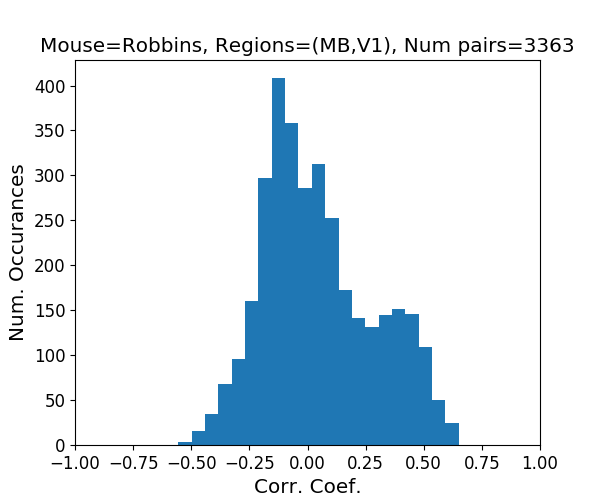 Mouse=Robbins, Regions=(MB,V1), Num pairs=3363
Num. Occurances
400
350
300
250
200
150
100
50
0
−1.00 −0.75 −0.50 −0.25 0.00 0.25 0.50 0.75 1.00
Corr. Coef.